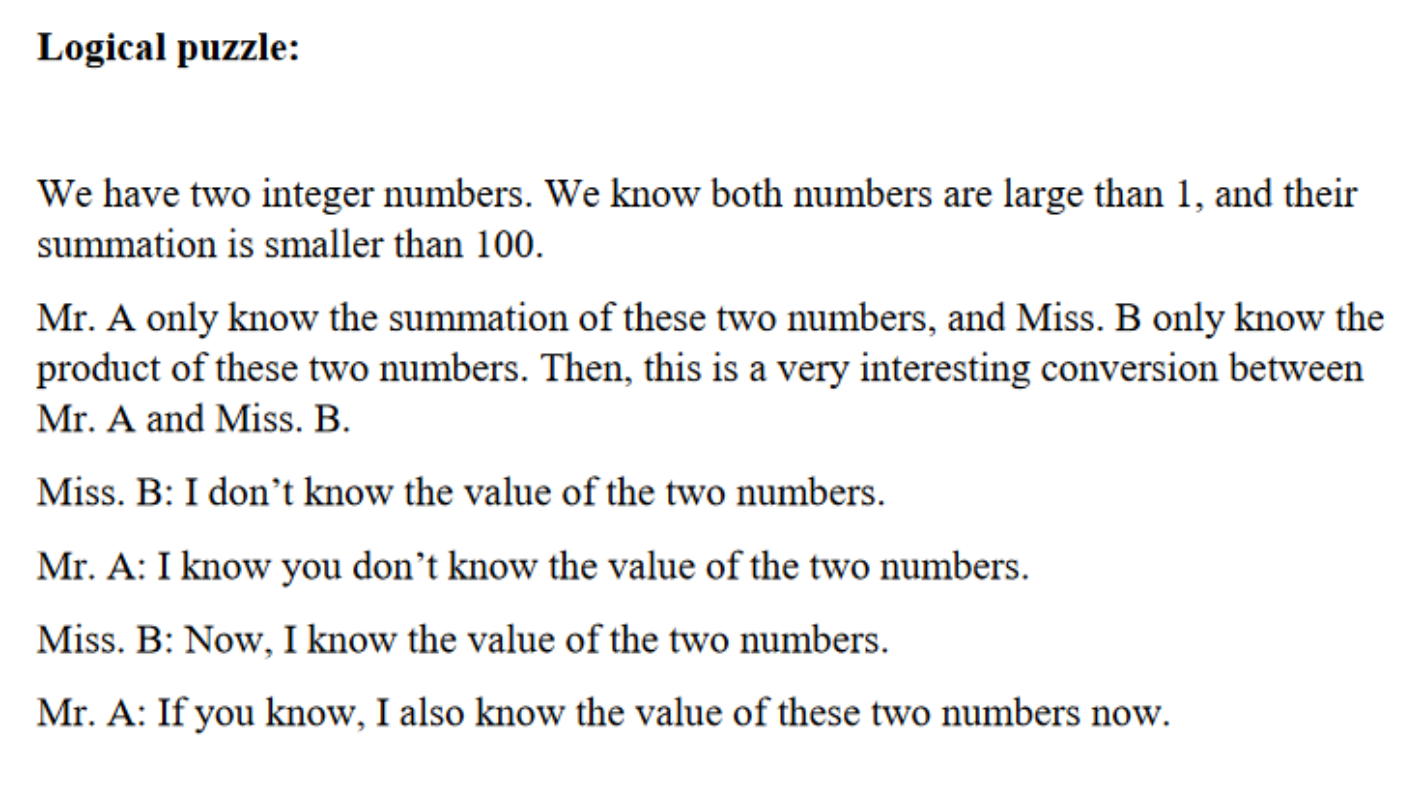 Logical puzzle:
We have two integer numbers. We know both numbers are large than 1, and their
summation is smaller than 100.
Mr. A only know the summation of these two numbers, and Miss. B only know the
product of these two numbers. Then, this is a very interesting conversion between
Mr. A and Miss. B.
Miss. B: I don’t know the value of the two numbers.
Mr. A: I know you don’t know the value of the two numbers.
Miss. B: Now, I know the value of the two numbers.
Mr. A: If you know, I also know the value of these two numbers now.